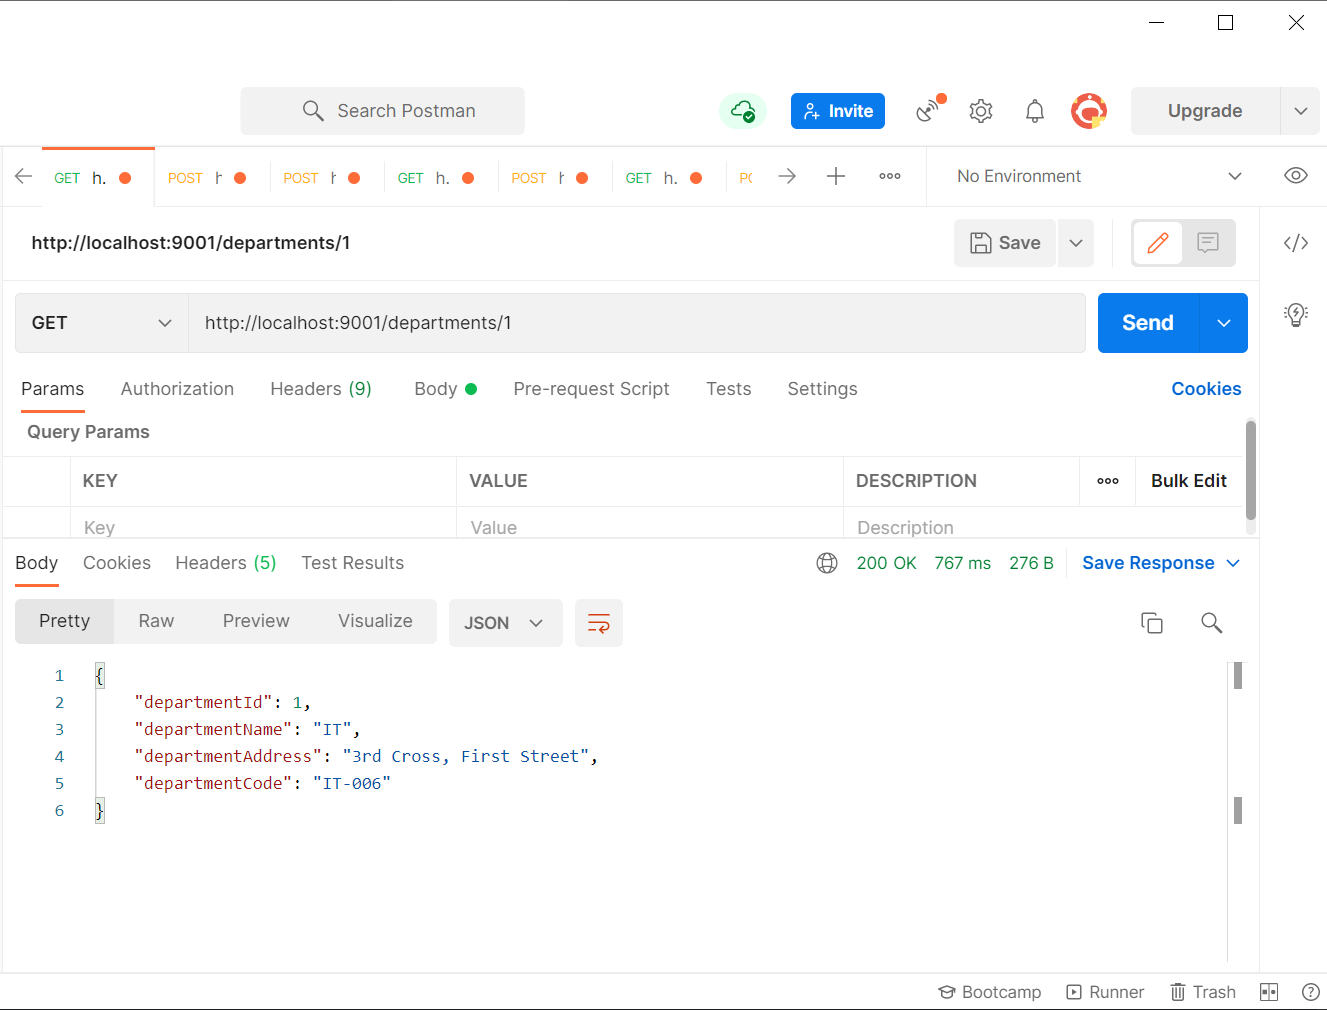 Search Postman
Invite
Upgrade
GET h. POST h GET h. POST GET h.
No Environment
http://localhost:9001/departments/1
Save
GET http://localhost:9001/departments/1
Send
Params Authorization Headers (9) Body Pre-request Script Tests Settings Cookies
Query Params
KEY VALUE DESCRIPTION Bulk Edit
Key Value Description
Body Cookies Headers (5) Test Results 200 OK 767 ms 276 B Save Response
Pretty Raw Preview Visualize JSON
1 {
2 "departmentId": 1,
3 "departmentName": "IT",
4 "departmentAddress": "3rd Cross, First Street",
5 "departmentCode": "IT-006"
6 }
Bootcamp Runner Trash